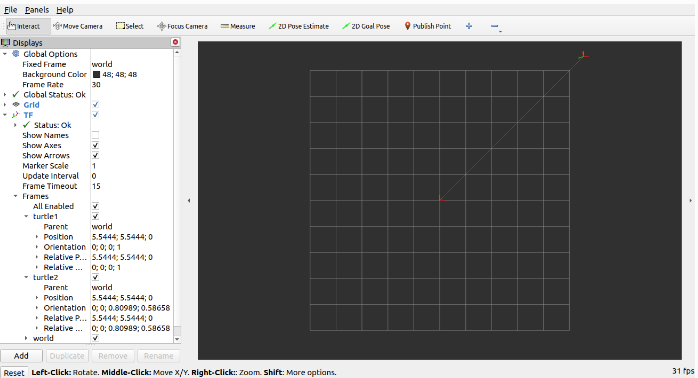 File Panels Help
Interact Move Camera Select Focus Camera Measure 2D Pose Estimate 2D Goal Pose Publish Point
Displays
Global Options
Fixed Frame world
Background Color 48; 48; 48
Frame Rate 30
Global Status: Ok
Grid
TF
Status: Ok
Show Names
Show Axes
Show Arrows
Marker Scale 1
Update Interval 0
Frame Timeout 15
Frames
All Enabled
turtle1
Parent world
Position 5.5444; 5.5444; 0
Orientation 0; 0; 0; 1
Relative P... 5.5444; 5.5444; 0
Relative ... 0; 0; 0; 1
turtle2
Parent world
Position 5.5444; 5.5444; 0
Orientation 0; 0; 0.80989; 0.58658
Relative P... 5.5444; 5.5444; 0
Relative ... 0; 0; 0.80989; 0.58658
world
Add Duplicate Remove Rename
Reset Left-Click: Rotate. Middle-Click: Move X/Y. Right-Click:: Zoom. Shift: More options. 31 fps